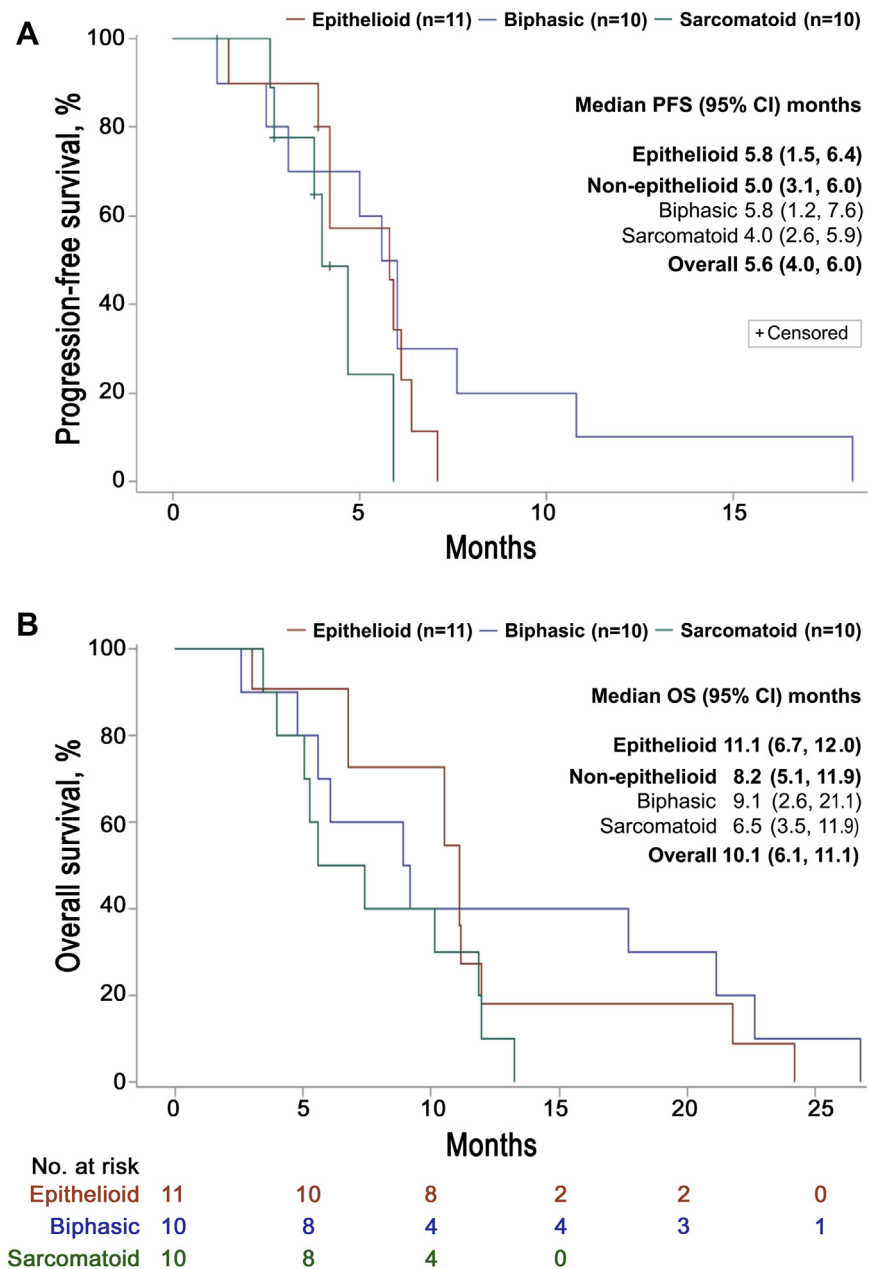 A
Epithelioid (n=11) Biphasic (n=10) Sarcomatoid (n=10)
Progression-free survival, %
100
80
60
40
20
0
Median PFS (95% CI) months
Epithelioid 5.8 (1.5, 6.4)
Non-epithelioid 5.0 (3.1, 6.0)
Biphasic 5.8 (1.2, 7.6)
Sarcomatoid 4.0 (2.6, 5.9)
Overall 5.6 (4.0, 6.0)
+ Censored
0 5 10 15
Months
B
Epithelioid (n=11) Biphasic (n=10) Sarcomatoid (n=10)
Overall survival, %
100
80
60
40
20
0
Median OS (95% CI) months
Epithelioid 11.1 (6.7, 12.0)
Non-epithelioid 8.2 (5.1, 11.9)
Biphasic 9.1 (2.6, 21.1)
Sarcomatoid 6.5 (3.5, 11.9)
Overall 10.1 (6.1, 11.1)
0 5 10 15 20 25
Months
No. at risk
Epithelioid 11 10 8 2 2 0
Biphasic 10 8 4 4 3 1
Sarcomatoid 10 8 4 0